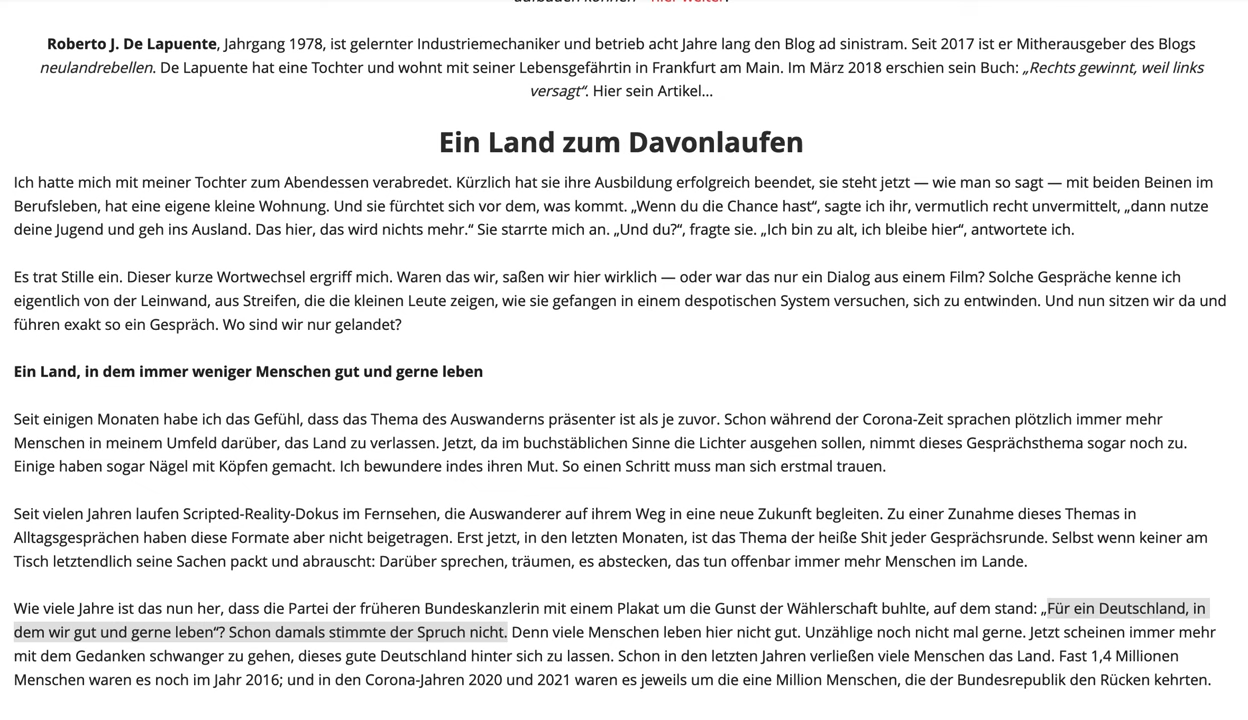 aufbauen können – hier weiter.
Roberto J. De Lapuente, Jahrgang 1978, ist gelernter Industriemechaniker und betrieb acht Jahre lang den Blog ad sinistram. Seit 2017 ist er Mitherausgeber des Blogs
neulandrebellen. De Lapuente hat eine Tochter und wohnt mit seiner Lebensgefährtin in Frankfurt am Main. Im März 2018 erschien sein Buch: „Rechts gewinnt, weil links
versagt“. Hier sein Artikel…
Ein Land zum Davonlaufen
Ich hatte mich mit meiner Tochter zum Abendessen verabredet. Kürzlich hat sie ihre Ausbildung erfolgreich beendet, sie steht jetzt — wie man so sagt — mit beiden Beinen im
Berufsleben, hat eine eigene kleine Wohnung. Und sie fürchtet sich vor dem, was kommt. „Wenn du die Chance hast“, sagte ich ihr, vermutlich recht unvermittelt, „dann nutze
deine Jugend und geh ins Ausland. Das hier, das wird nichts mehr.“ Sie starrte mich an. „Und du?“, fragte sie. „Ich bin zu alt, ich bleibe hier“, antwortete ich.
Es trat Stille ein. Dieser kurze Wortwechsel ergriff mich. Waren das wir, saßen wir hier wirklich — oder war das nur ein Dialog aus einem Film? Solche Gespräche kenne ich
eigentlich von der Leinwand, aus Streifen, die die kleinen Leute zeigen, wie sie gefangen in einem despotischen System versuchen, sich zu entwinden. Und nun sitzen wir da und
führen exakt so ein Gespräch. Wo sind wir nur gelandet?
Ein Land, in dem immer weniger Menschen gut und gerne leben
Seit einigen Monaten habe ich das Gefühl, dass das Thema des Auswanderns präsenter ist als je zuvor. Schon während der Corona-Zeit sprachen plötzlich immer mehr
Menschen in meinem Umfeld darüber, das Land zu verlassen. Jetzt, da im buchstäblichen Sinne die Lichter ausgehen sollen, nimmt dieses Gesprächsthema sogar noch zu.
Einige haben sogar Nägel mit Köpfen gemacht. Ich bewundere indes ihren Mut. So einen Schritt muss man sich erstmal trauen.
Seit vielen Jahren laufen Scripted-Reality-Dokus im Fernsehen, die Auswanderer auf ihrem Weg in eine neue Zukunft begleiten. Zu einer Zunahme dieses Themas in
Alltagsgesprächen haben diese Formate aber nicht beigetragen. Erst jetzt, in den letzten Monaten, ist das Thema der heiße Shit jeder Gesprächsrunde. Selbst wenn keiner am
Tisch letztendlich seine Sachen packt und abrauscht: Darüber sprechen, träumen, es abstecken, das tun offenbar immer mehr Menschen im Lande.
Wie viele Jahre ist das nun her, dass die Partei der früheren Bundeskanzlerin mit einem Plakat um die Gunst der Wählerschaft buhlte, auf dem stand: „Für ein Deutschland, in
dem wir gut und gerne leben“? Schon damals stimmte der Spruch nicht. Denn viele Menschen leben hier nicht gut. Unzählige noch nicht mal gerne. Jetzt scheinen immer mehr
mit dem Gedanken schwanger zu gehen, dieses gute Deutschland hinter sich zu lassen. Schon in den letzten Jahren verließen viele Menschen das Land. Fast 1,4 Millionen
Menschen waren es noch im Jahr 2016; und in den Corona-Jahren 2020 und 2021 waren es jeweils um die eine Million Menschen, die der Bundesrepublik den Rücken kehrten.